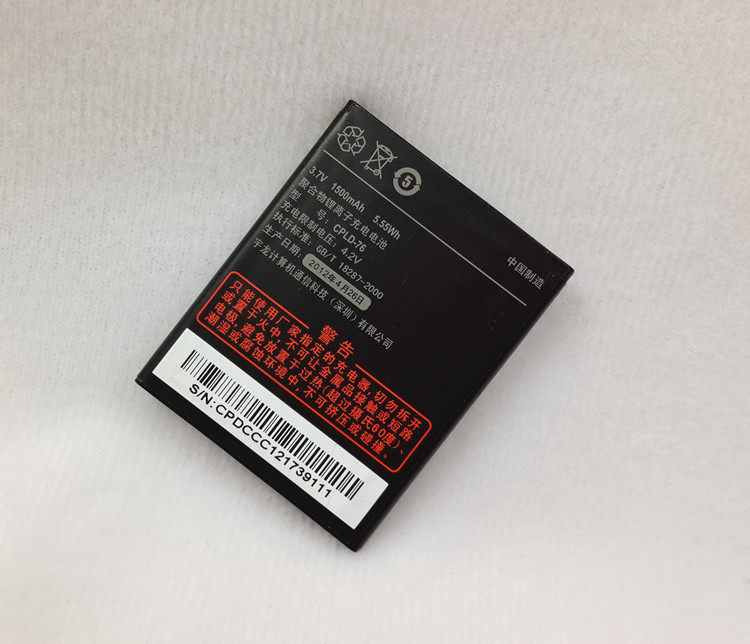 5
3.7V 1500mAh 5.55Wh
聚合物锂离子充电电池
型 号：CPLD-76
充电限制电压：4.2V
执行标准：GB/T 18287-2000
生产日期：2012年4月26日
宇龙计算机通信科技（深圳）有限公司
中国制造
警告
只能使用厂家指定的充电器，切勿拆开
或置于火中，不可让金属品接触或短路
电极，避免放置于过热（超过摄氏60度）、
潮湿或腐蚀环境中，不可挤压或碰撞。
S/N:CPDCCC121739111